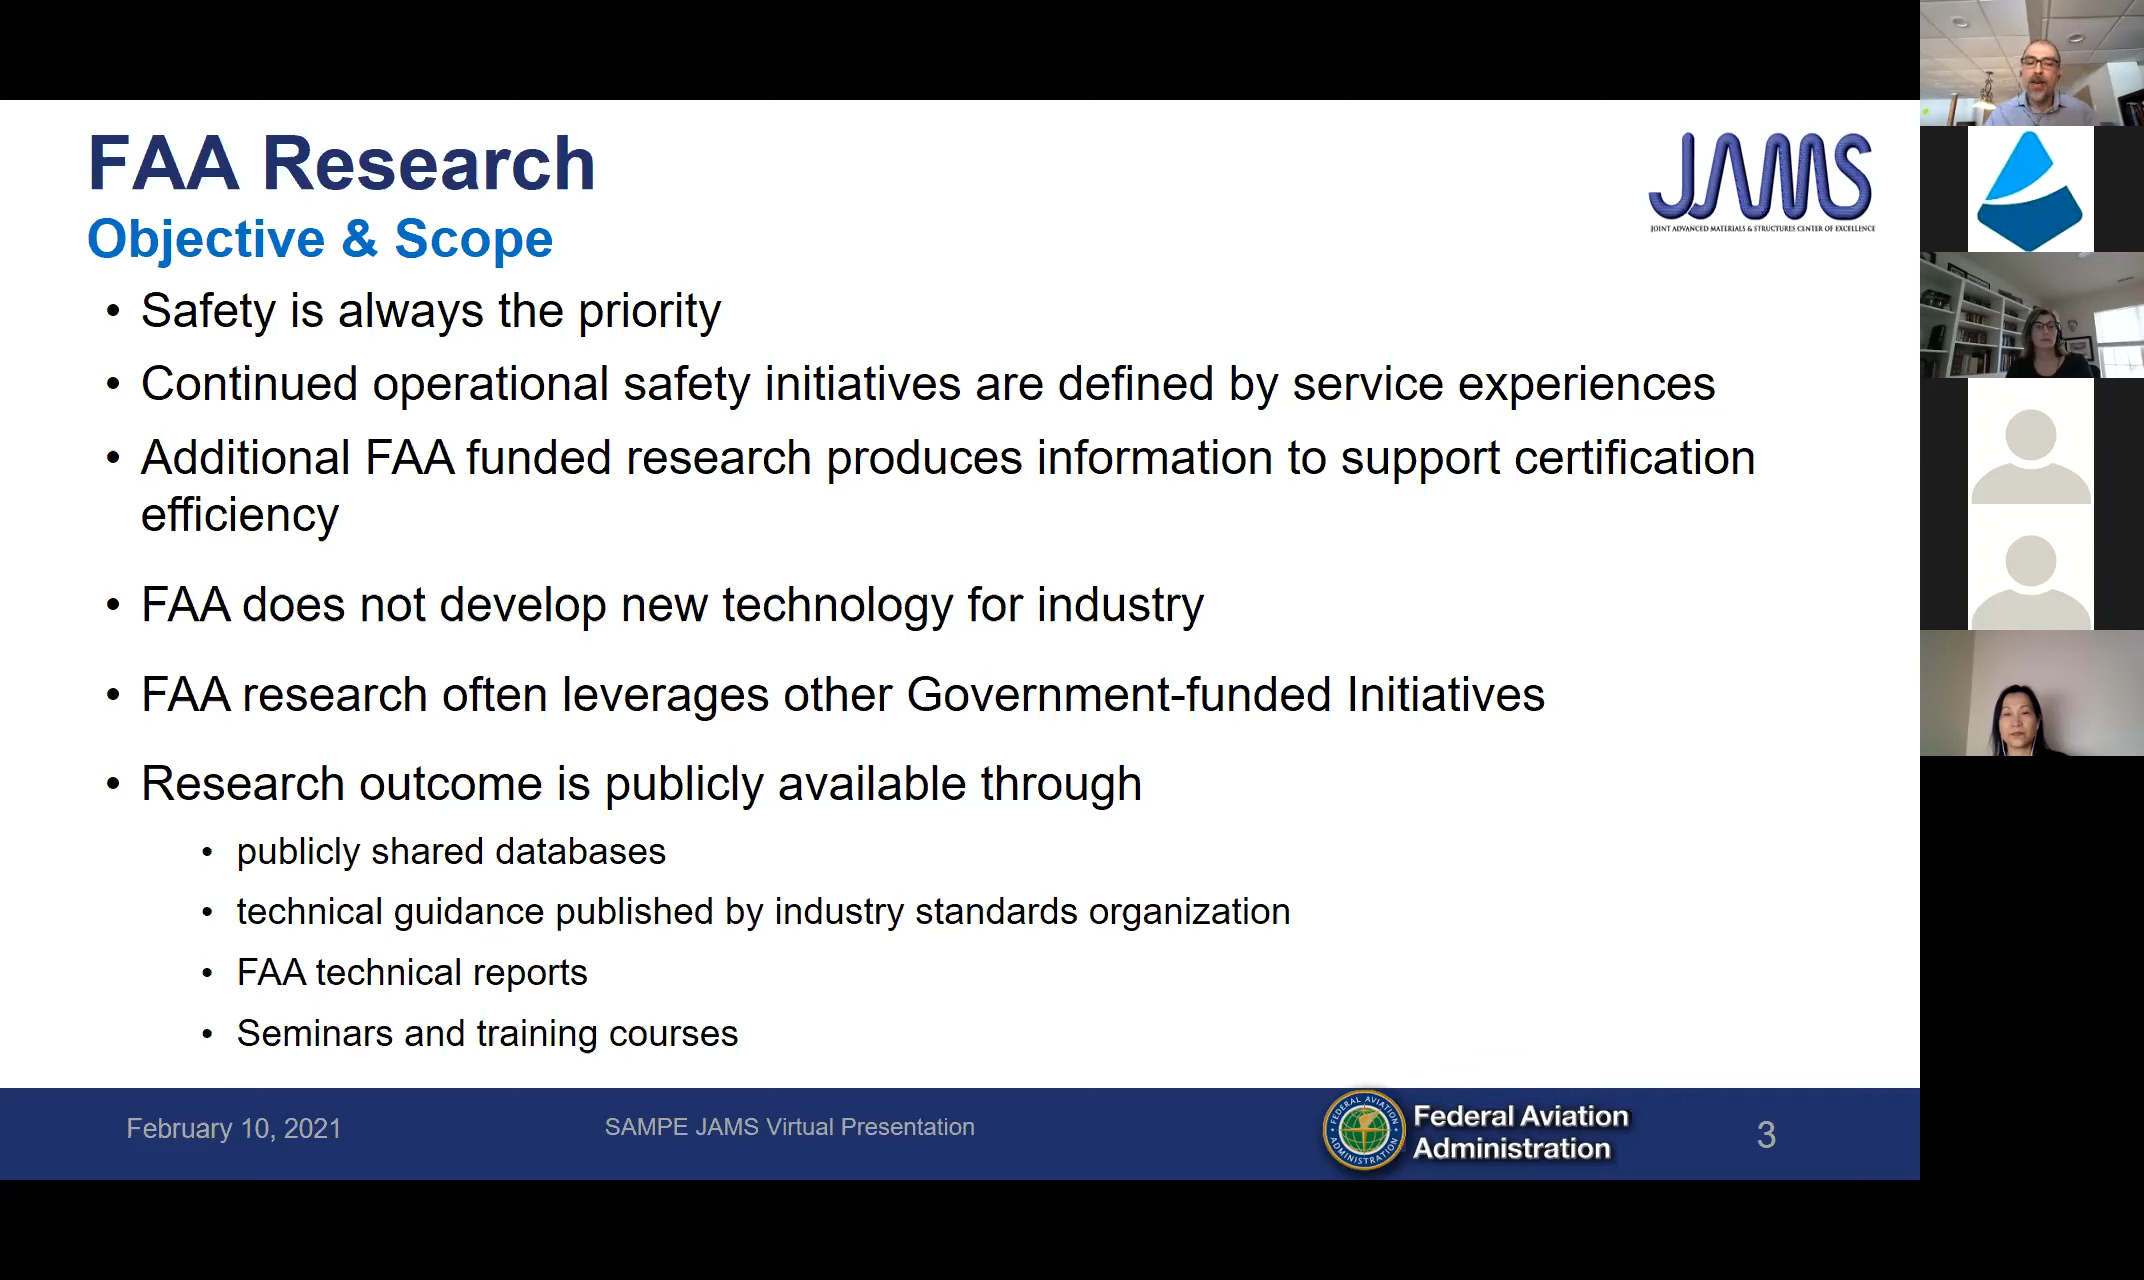 FAA Research
Objective & Scope
JAMS
JOINT ADVANCED MATERIALS & STRUCTURES CENTER OF EXCELLENCE
• Safety is always the priority
• Continued operational safety initiatives are defined by service experiences
• Additional FAA funded research produces information to support certification
efficiency
• FAA does not develop new technology for industry
• FAA research often leverages other Government-funded Initiatives
• Research outcome is publicly available through
• publicly shared databases
• technical guidance published by industry standards organization
• FAA technical reports
• Seminars and training courses
February 10, 2021
SAMPE JAMS Virtual Presentation
FEDERAL AVIATION
ADMINISTRATION
Federal Aviation
Administration
3